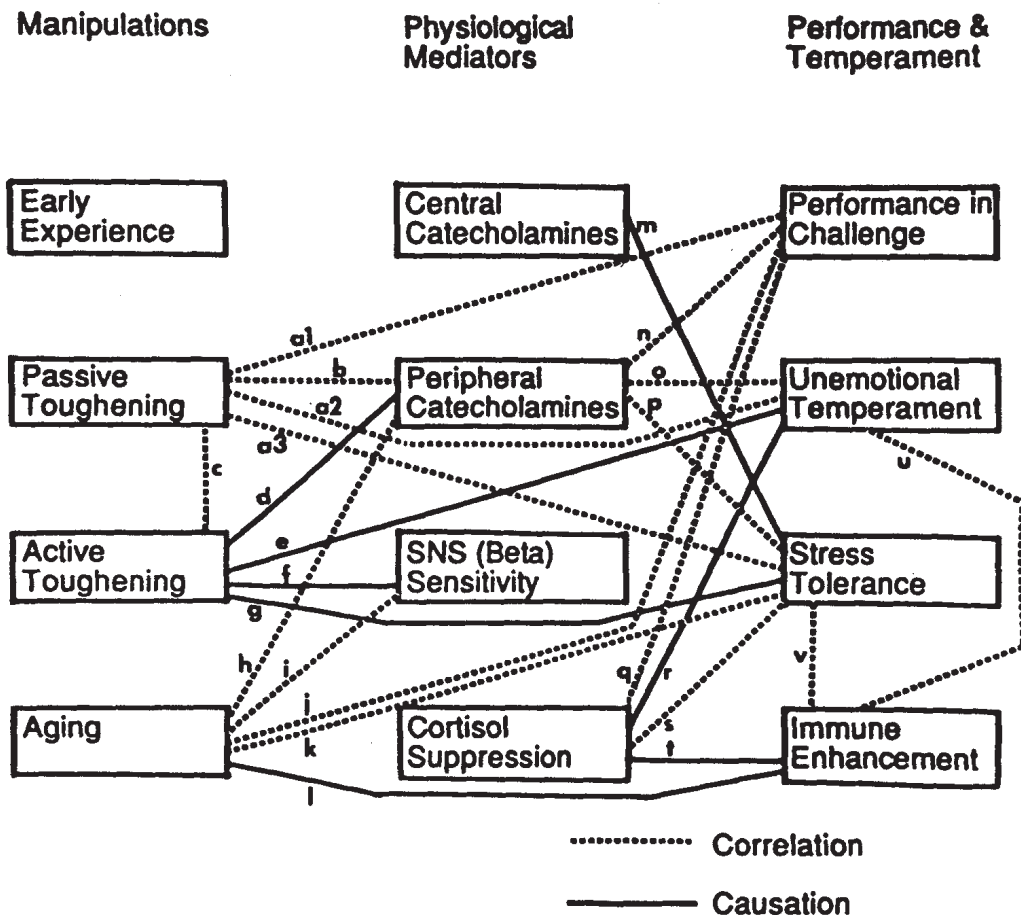 Manipulations
Physiological
Mediators
Performance &
Temperament
Early
Experience
Central
Catecholamines
Performance in
Challenge
m
a1
n
Passive
Toughening
b
a2
a3
Peripheral
Catecholamines
o
p
Unemotional
Temperament
c
d
u
Active
Toughening
e
f
g
SNS (Beta)
Sensitivity
Stress
Tolerance
h
i
j
k
l
q
r
s
t
v
Aging
Cortisol
Suppression
Immune
Enhancement
Correlation
Causation